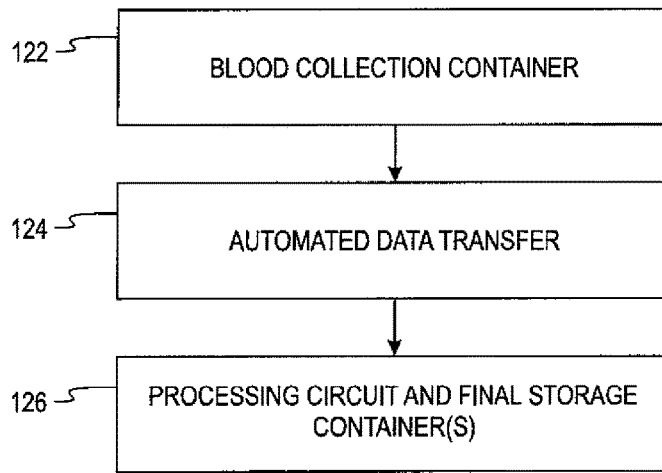 122
BLOOD COLLECTION CONTAINER
124
AUTOMATED DATA TRANSFER
126
PROCESSING CIRCUIT AND FINAL STORAGE
CONTAINER(S)